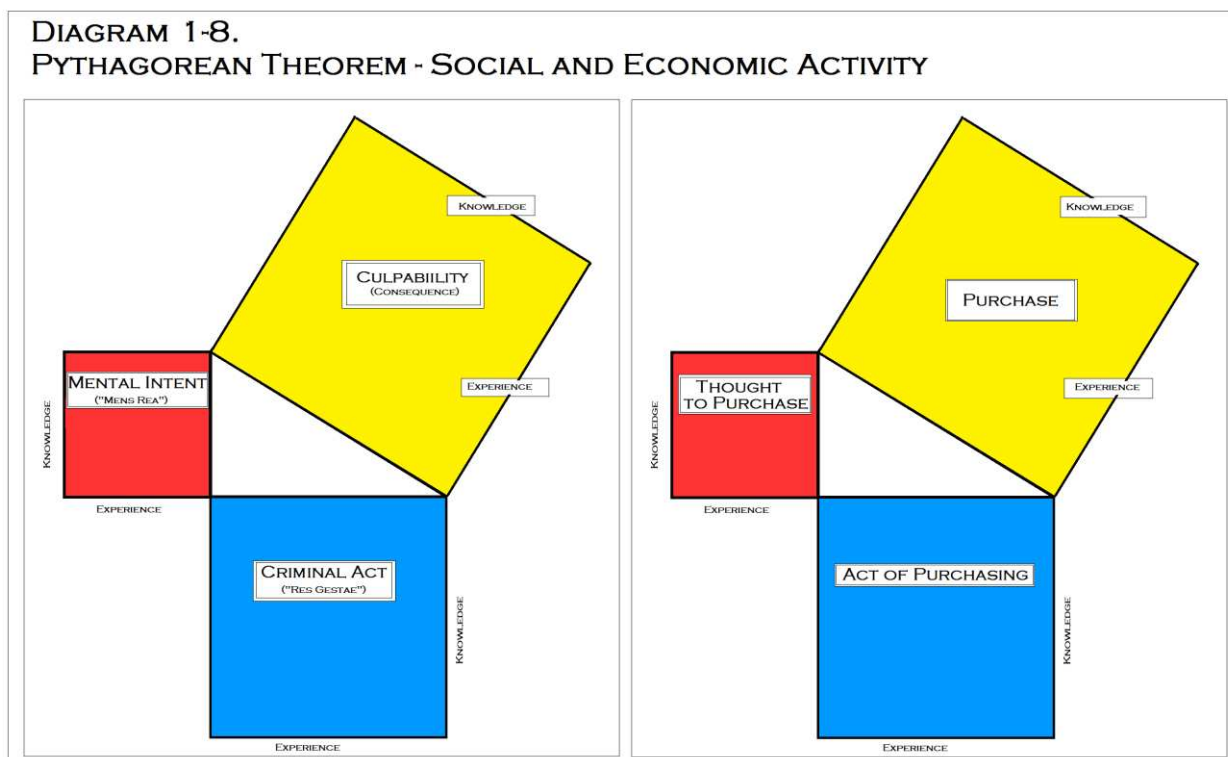 DIAGRAM 1-8.
PYTHAGOREAN THEOREM - SOCIAL AND ECONOMIC ACTIVITY
KNOWLEDGE
CULPABIILITY
(CONSEQUENCE)
EXPERIENCE
MENTAL INTENT
("MENS REA")
KNOWLEDGE
EXPERIENCE
CRIMINAL ACT
("RES GESTAE")
KNOWLEDGE
EXPERIENCE
KNOWLEDGE
PURCHASE
EXPERIENCE
THOUGHT
TO PURCHASE
KNOWLEDGE
EXPERIENCE
ACT OF PURCHASING
KNOWLEDGE
EXPERIENCE